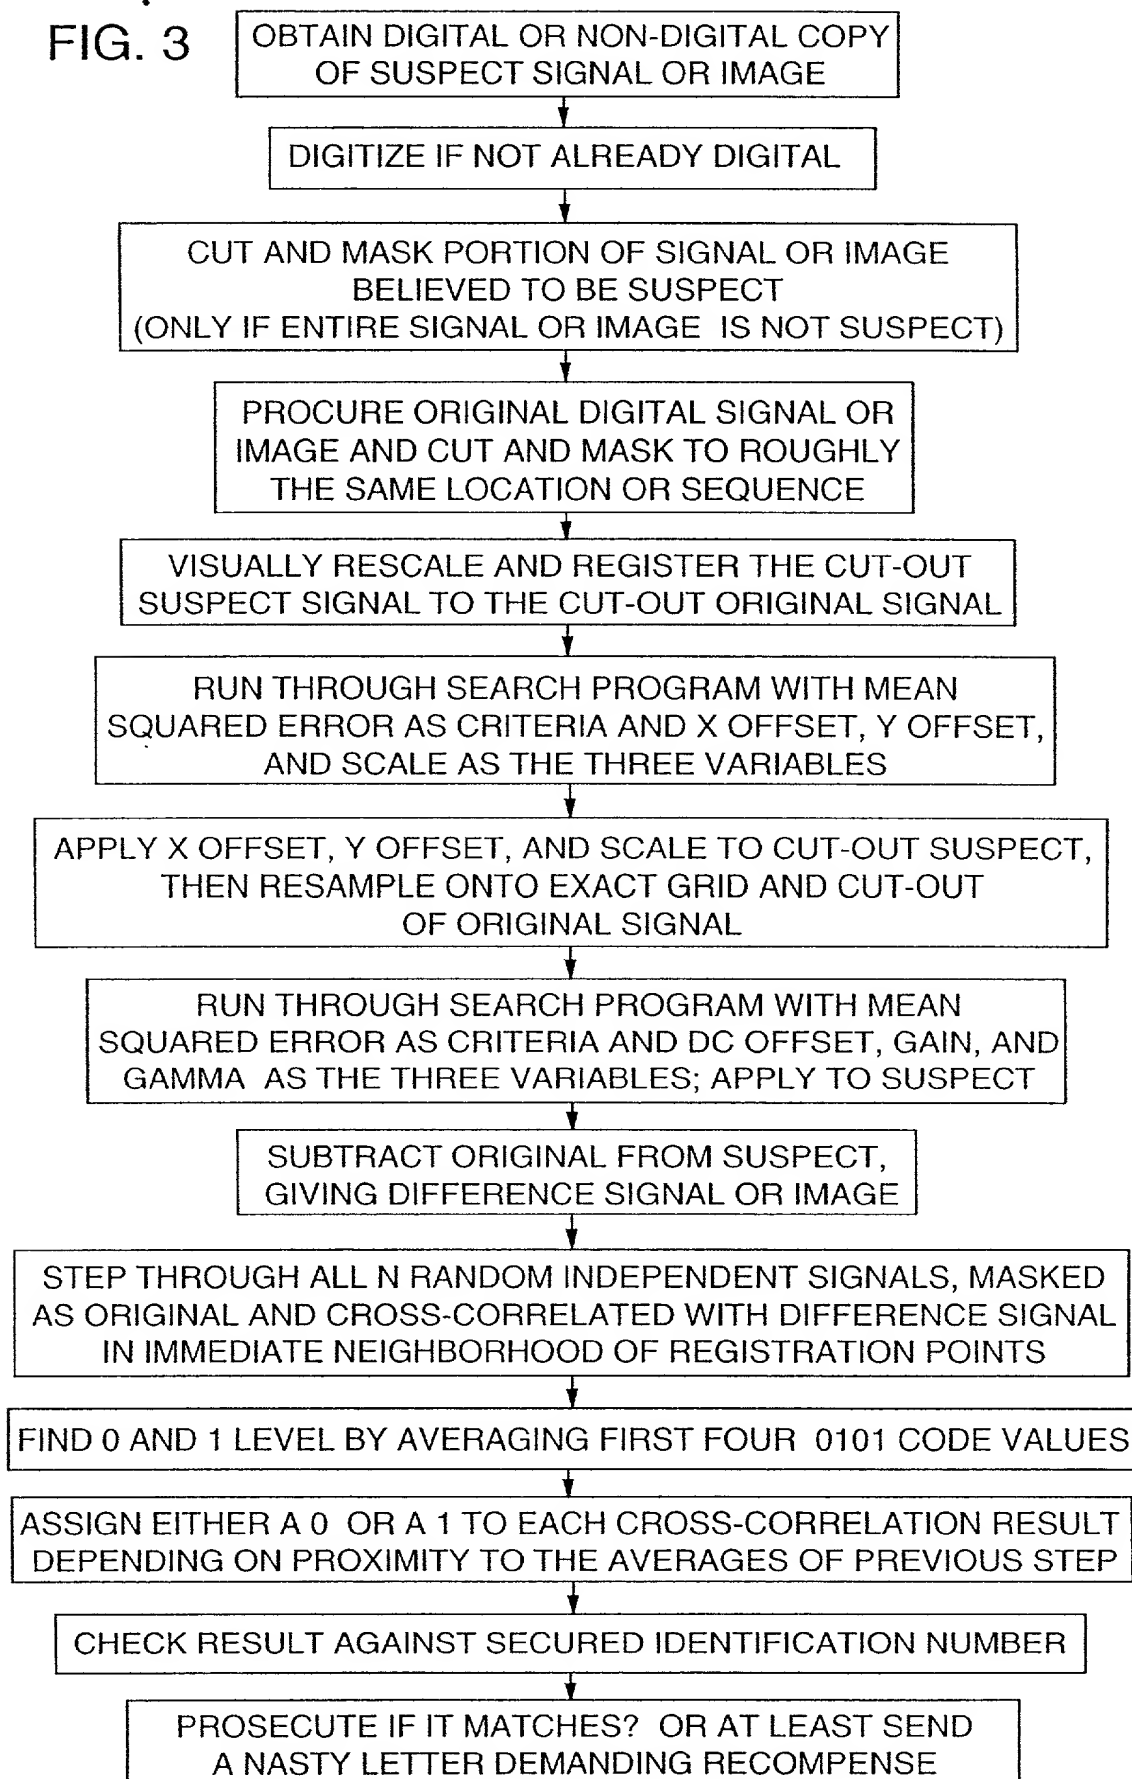 FIG. 3
OBTAIN DIGITAL OR NON-DIGITAL COPY
OF SUSPECT SIGNAL OR IMAGE
DIGITIZE IF NOT ALREADY DIGITAL
CUT AND MASK PORTION OF SIGNAL OR IMAGE
BELIEVED TO BE SUSPECT
(ONLY IF ENTIRE SIGNAL OR IMAGE IS NOT SUSPECT)
PROCURE ORIGINAL DIGITAL SIGNAL OR
IMAGE AND CUT AND MASK TO ROUGHLY
THE SAME LOCATION OR SEQUENCE
VISUALLY RESCALE AND REGISTER THE CUT-OUT
SUSPECT SIGNAL TO THE CUT-OUT ORIGINAL SIGNAL
RUN THROUGH SEARCH PROGRAM WITH MEAN
SQUARED ERROR AS CRITERIA AND X OFFSET, Y OFFSET,
AND SCALE AS THE THREE VARIABLES
APPLY X OFFSET, Y OFFSET, AND SCALE TO CUT-OUT SUSPECT,
THEN RESAMPLE ONTO EXACT GRID AND CUT-OUT
OF ORIGINAL SIGNAL
RUN THROUGH SEARCH PROGRAM WITH MEAN
SQUARED ERROR AS CRITERIA AND DC OFFSET, GAIN, AND
GAMMA AS THE THREE VARIABLES; APPLY TO SUSPECT
SUBTRACT ORIGINAL FROM SUSPECT,
GIVING DIFFERENCE SIGNAL OR IMAGE
STEP THROUGH ALL N RANDOM INDEPENDENT SIGNALS, MASKED
AS ORIGINAL AND CROSS-CORRELATED WITH DIFFERENCE SIGNAL
IN IMMEDIATE NEIGHBORHOOD OF REGISTRATION POINTS
FIND 0 AND 1 LEVEL BY AVERAGING FIRST FOUR 0101 CODE VALUES
ASSIGN EITHER A 0 OR A 1 TO EACH CROSS-CORRELATION RESULT
DEPENDING ON PROXIMITY TO THE AVERAGES OF PREVIOUS STEP
CHECK RESULT AGAINST SECURED IDENTIFICATION NUMBER
PROSECUTE IF IT MATCHES? OR AT LEAST SEND
A NASTY LETTER DEMANDING RECOMPENSE